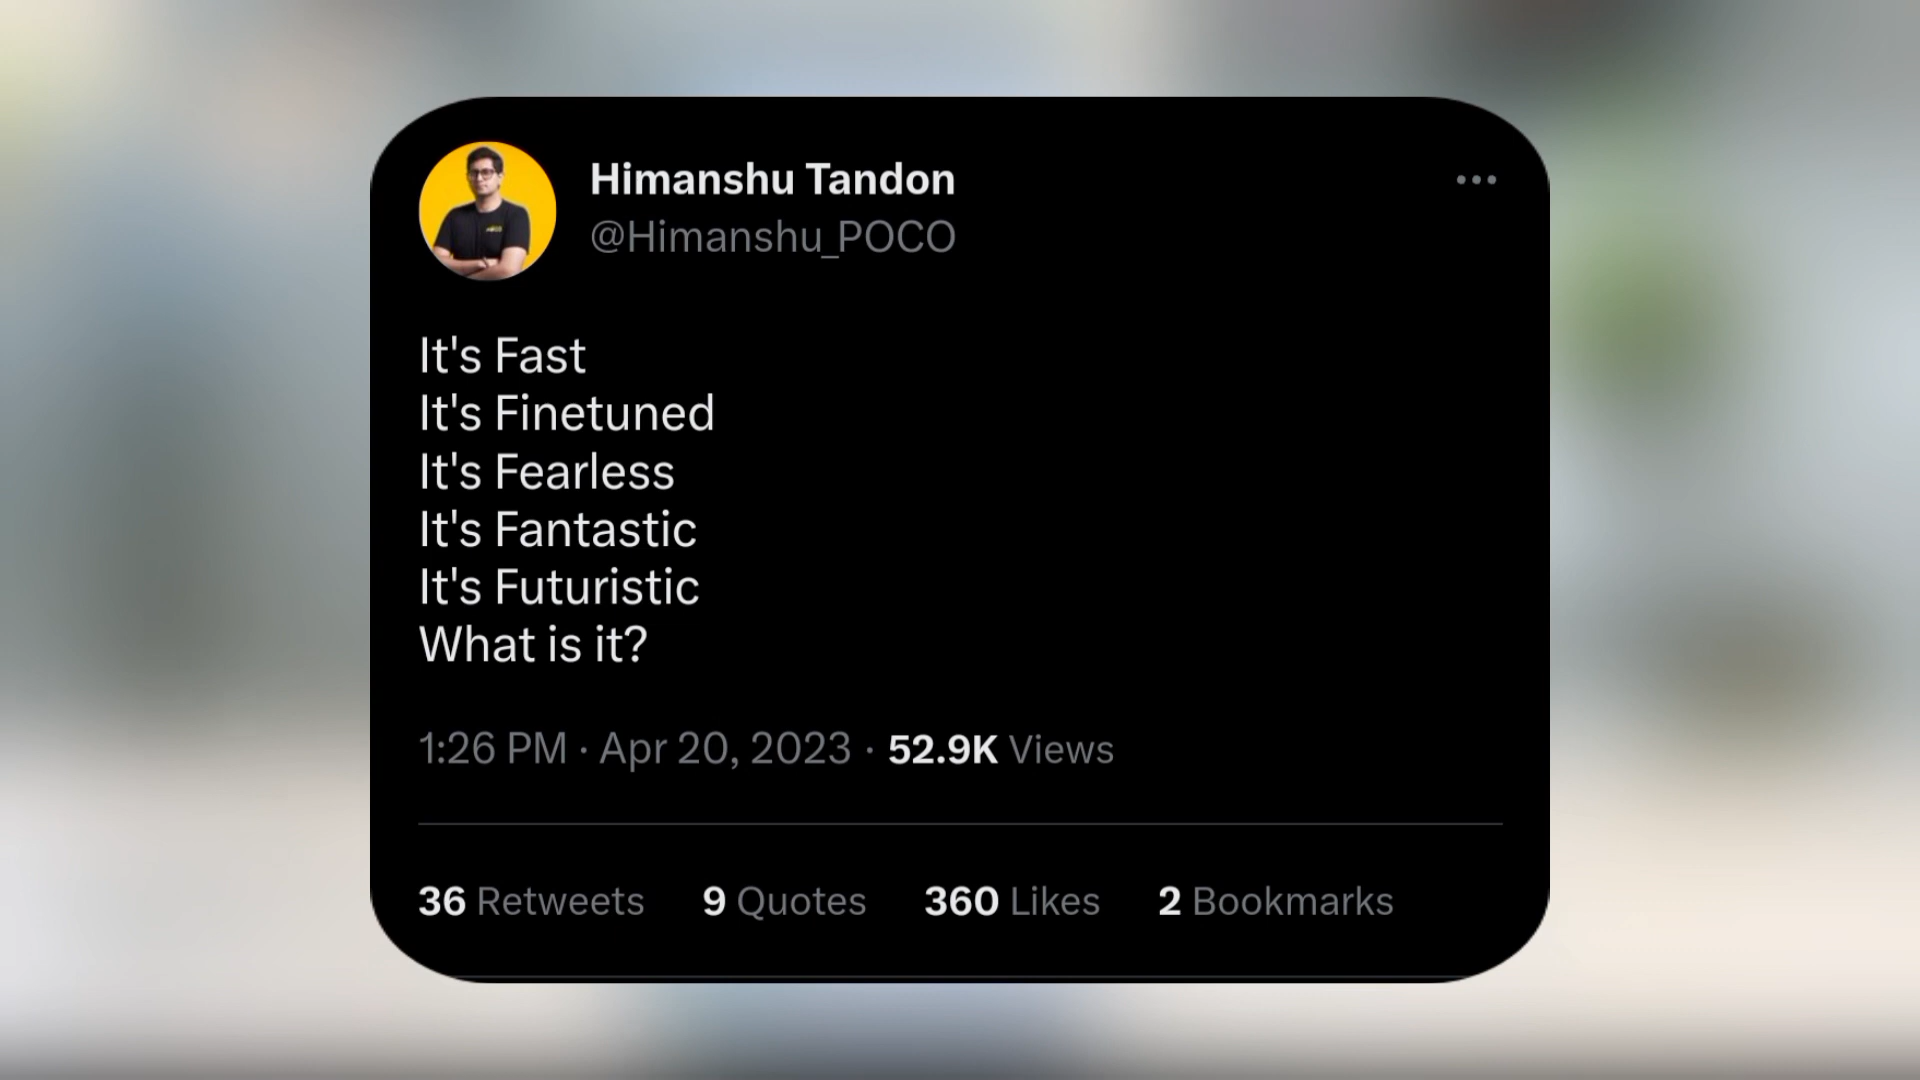 Himanshu Tandon
@Himanshu_POCO
It's Fast
It's Finetuned
It's Fearless
It's Fantastic
It's Futuristic
What is it?
1:26 PM · Apr 20, 2023 · 52.9K Views
36 Retweets 9 Quotes 360 Likes 2 Bookmarks